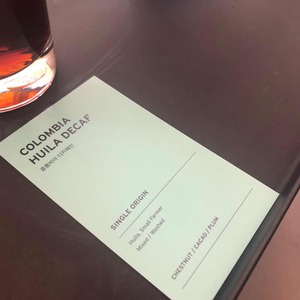 COLOMBIA
HUILA DECAF
콜롬비아 디카페인
SINGLE ORIGIN
Huila, Small Farmer
Mixed / Washed
CHESTNUT / CACAO / PLUM